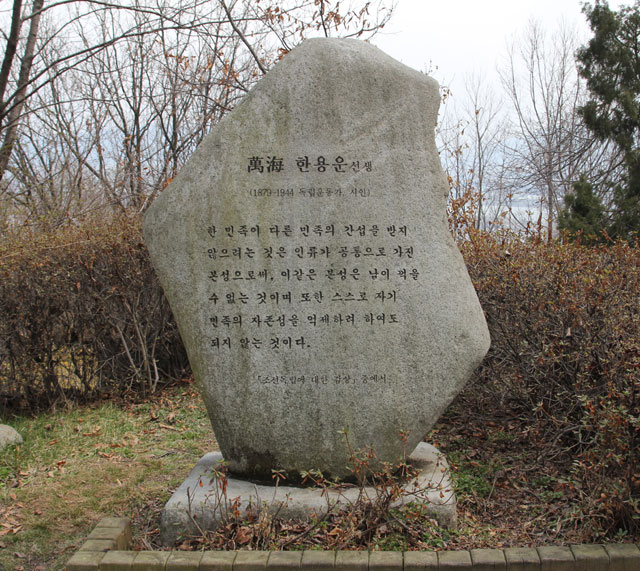 萬海 한용운 선생
(1879-1944 독립운동가, 시인)
한 민족이 다른 민족의 간섭을 받지
않으려는 것은 인류가 공통으로 가진
본성으로써, 이같은 본성은 남이 꺾을
수 없는 것이며 또한 스스로 자기
민족의 자존성을 억제하려 하여도
되지 않는 것이다.
「조선독립에 대한 감상」중에서